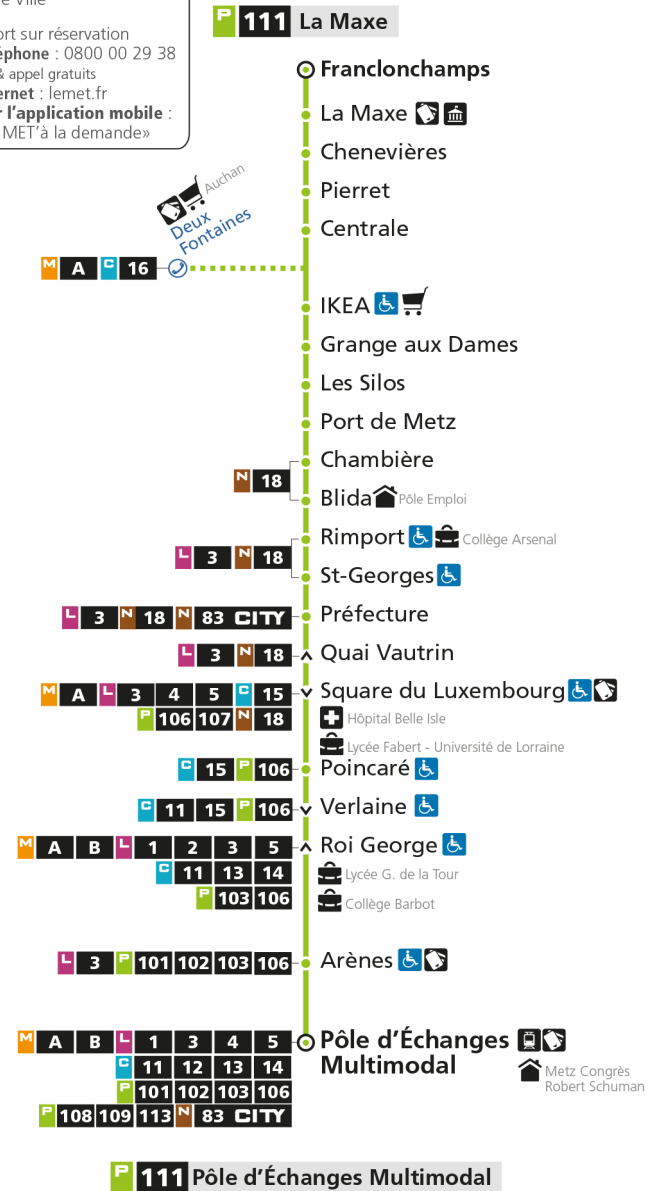 Ville
ort sur réservation
éphone : 0800 00 29 38
& appel gratuits
ernet : lemet.fr
r l'application mobile :
MET'à la demande»
P 111 La Maxe
Franclonchamps
La Maxe
Chenevières
Pierret
Centrale
Auchan
Deux
Fontaines
M A C 16
IKEA
Grange aux Dames
Les Silos
Port de Metz
Chambière
N 18
Blida Pôle Emploi
Rimport Collège Arsenal
L 3 N 18
St-Georges
L 3 N 18 N 83 CITY Préfecture
L 3 N 18 Quai Vautrin
M A L 3 4 5 C 15 Square du Luxembourg
P 106 107 N 18 Hôpital Belle Isle
Lycée Fabert - Université de Lorraine
C 15 P 106 Poincaré
C 11 15 P 106 Verlaine
M A B L 1 2 3 5 Roi George
C 11 13 14 Lycée G. de la Tour
P 103 106 Collège Barbot
L 3 P 101 102 103 106 Arènes
M A B L 1 3 4 5 Pôle d'Échanges
Multimodal
C 11 12 13 14 Metz Congrès
Robert Schuman
P 101 102 103 106
P 108 109 113 N 83 CITY
P 111 Pôle d'Échanges Multimodal